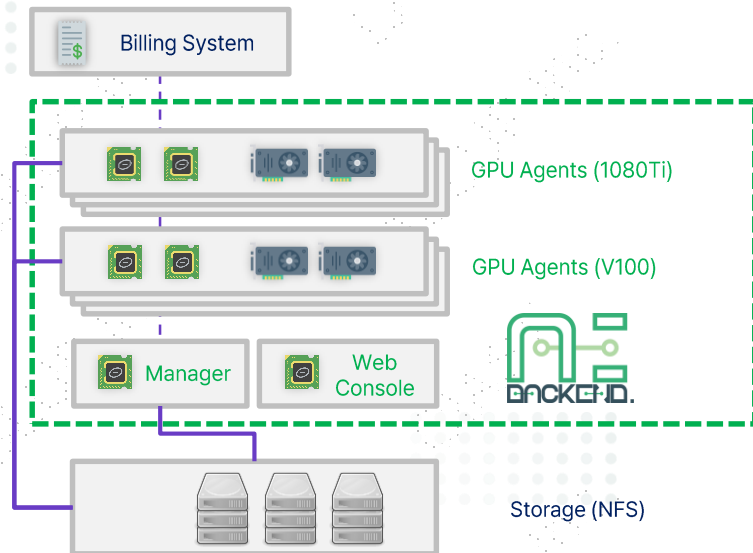 Billing System
GPU Agents (1080Ti)
GPU Agents (V100)
Manager
Web
Console
BACKEND.
Storage (NFS)